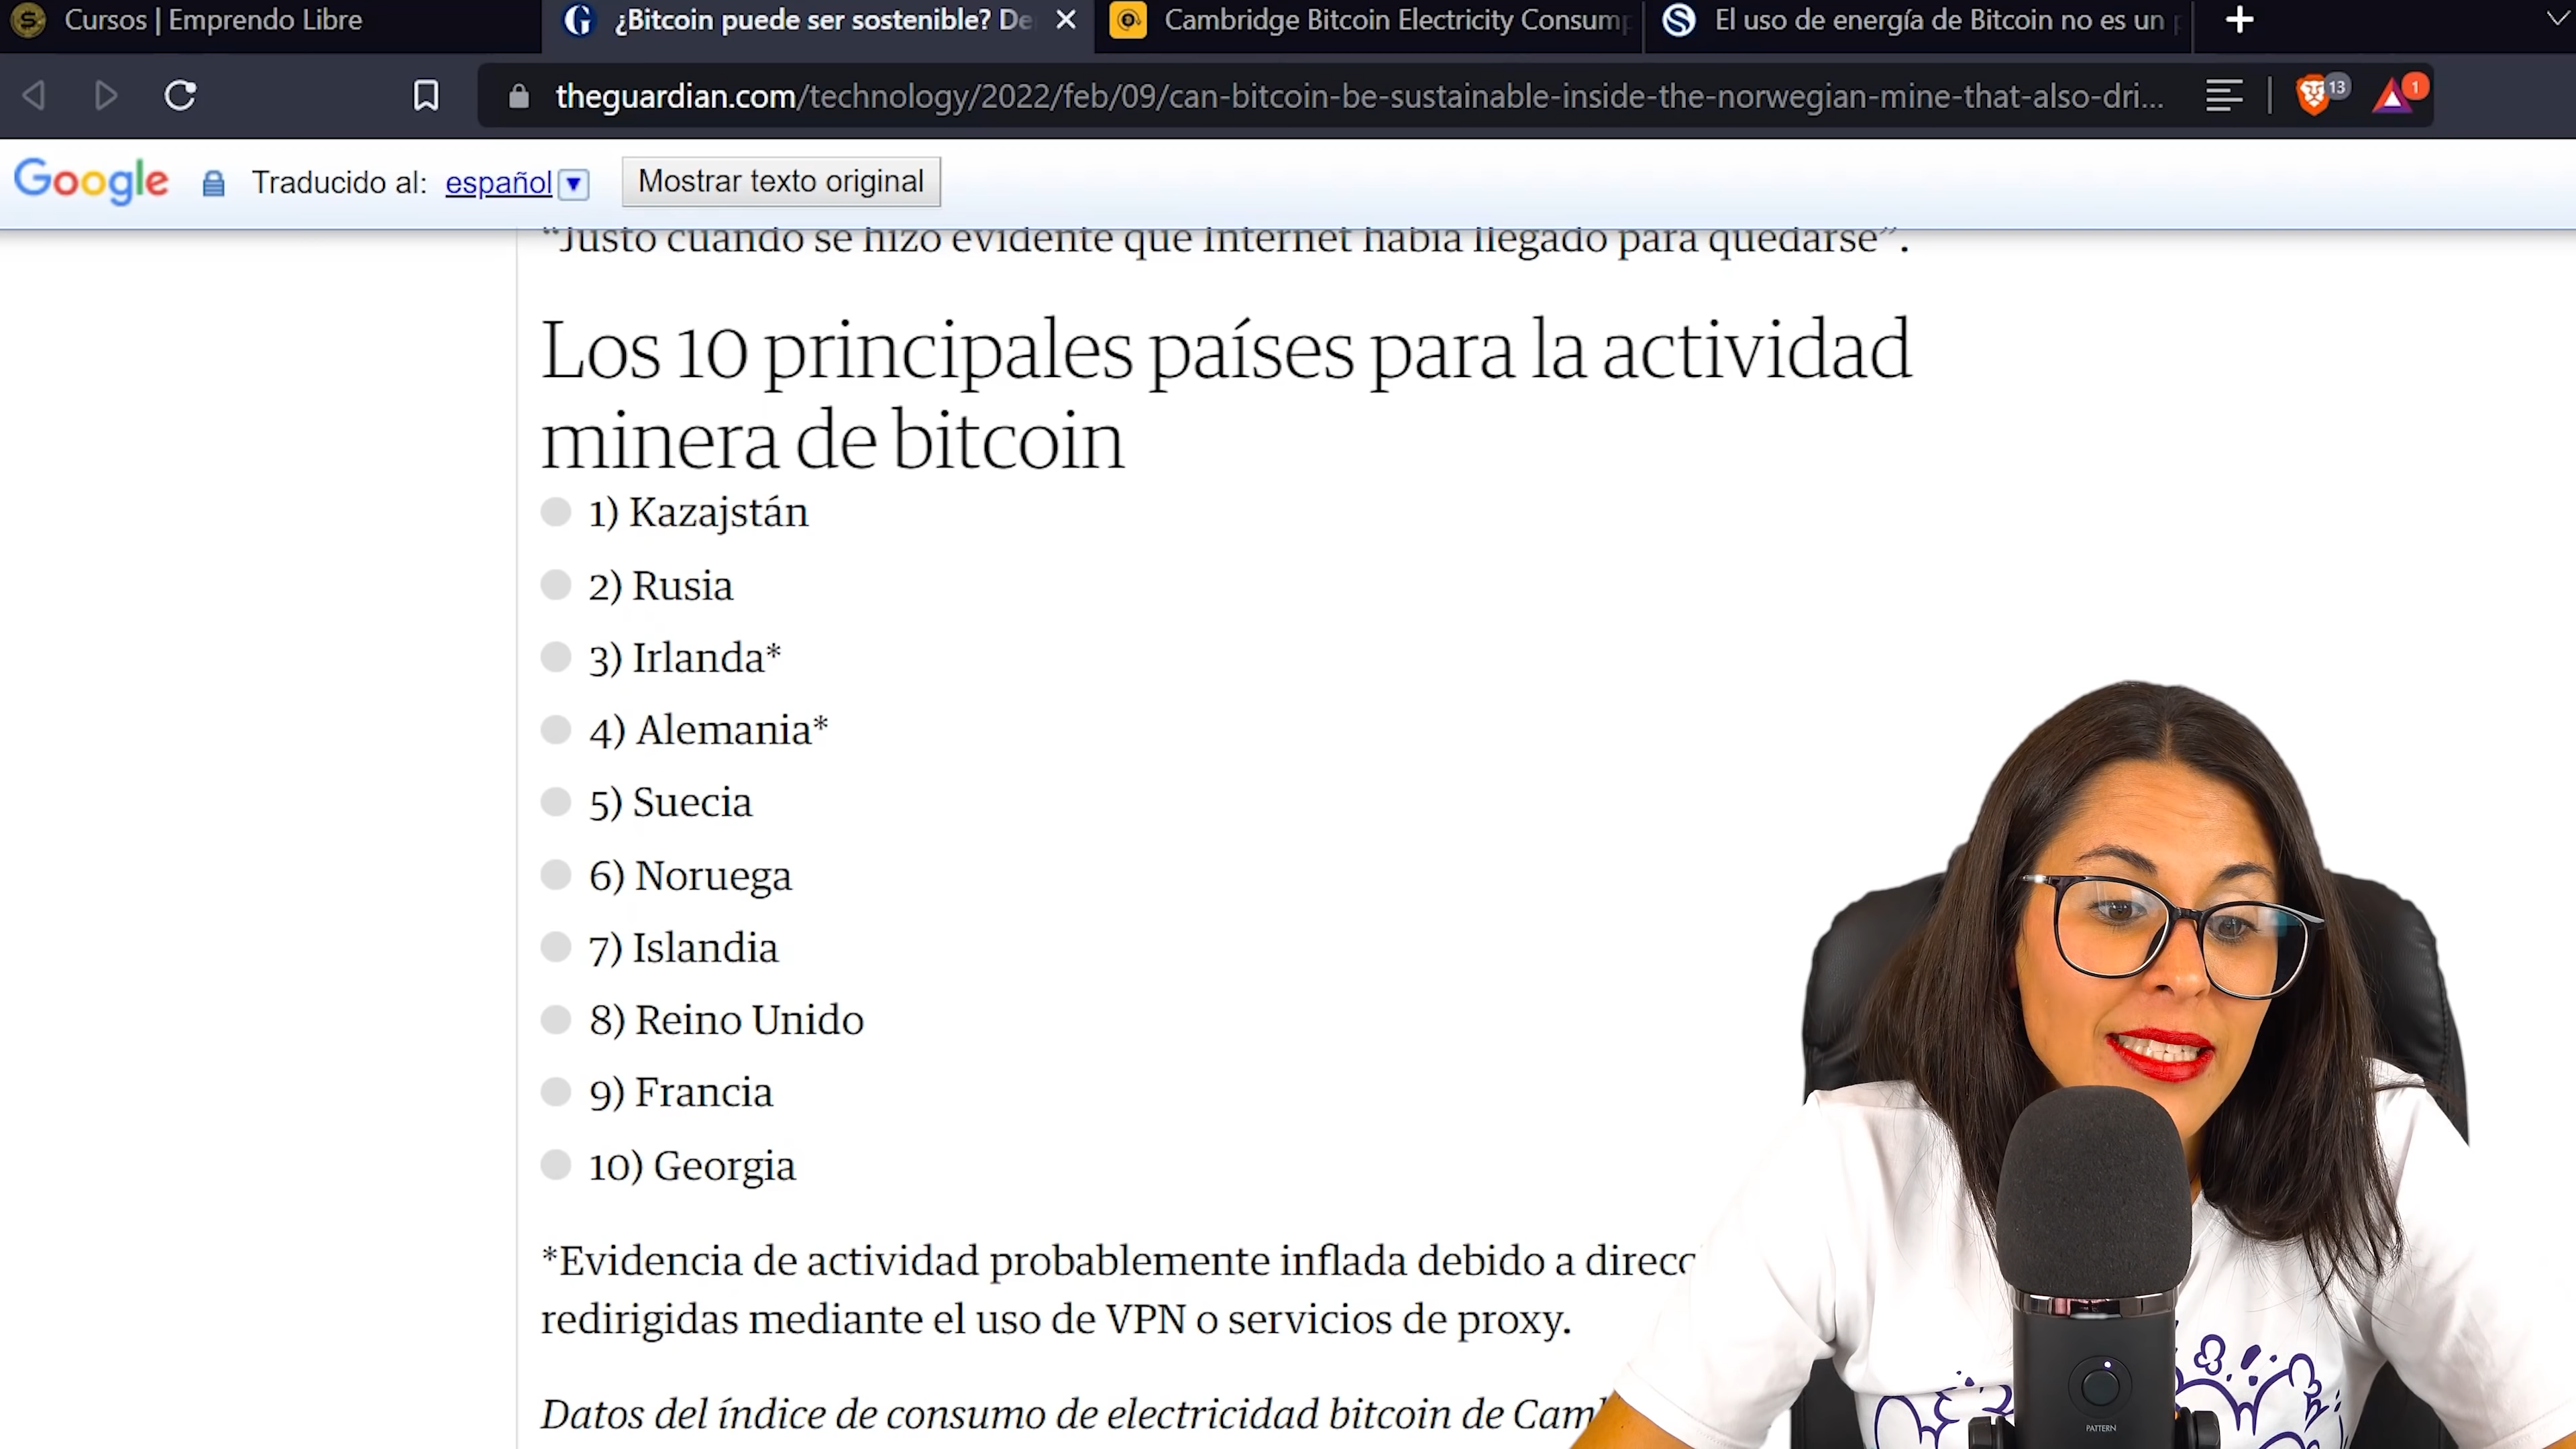 Cursos | Emprendo Libre
¿Bitcoin puede ser sostenible? De
Cambridge Bitcoin Electricity Consump
El uso de energía de Bitcoin no es un
theguardian.com/technology/2022/feb/09/can-bitcoin-be-sustainable-inside-the-norwegian-mine-that-also-dri...
13
1
Google Traducido al: español Mostrar texto original
“Justo cuando se hizo evidente que Internet había llegado para quedarse”.
Los 10 principales países para la actividad
minera de bitcoin
1) Kazajstán
2) Rusia
3) Irlanda*
4) Alemania*
5) Suecia
6) Noruega
7) Islandia
8) Reino Unido
9) Francia
10) Georgia
*Evidencia de actividad probablemente inflada debido a direcc
redirigidas mediante el uso de VPN o servicios de proxy.
Datos del índice de consumo de electricidad bitcoin de Cam
PATTERN